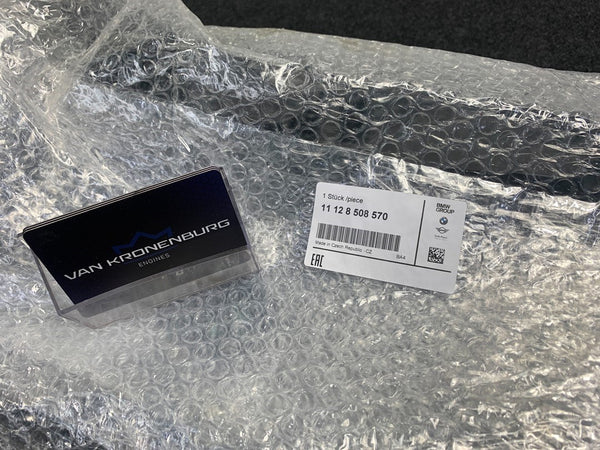 VAN KRONENBURG
ENGINES
1 Stück /piece
11 12 8 508 570
Made in Czech Republic - CZ
BA4
EAC
BMW
GROUP